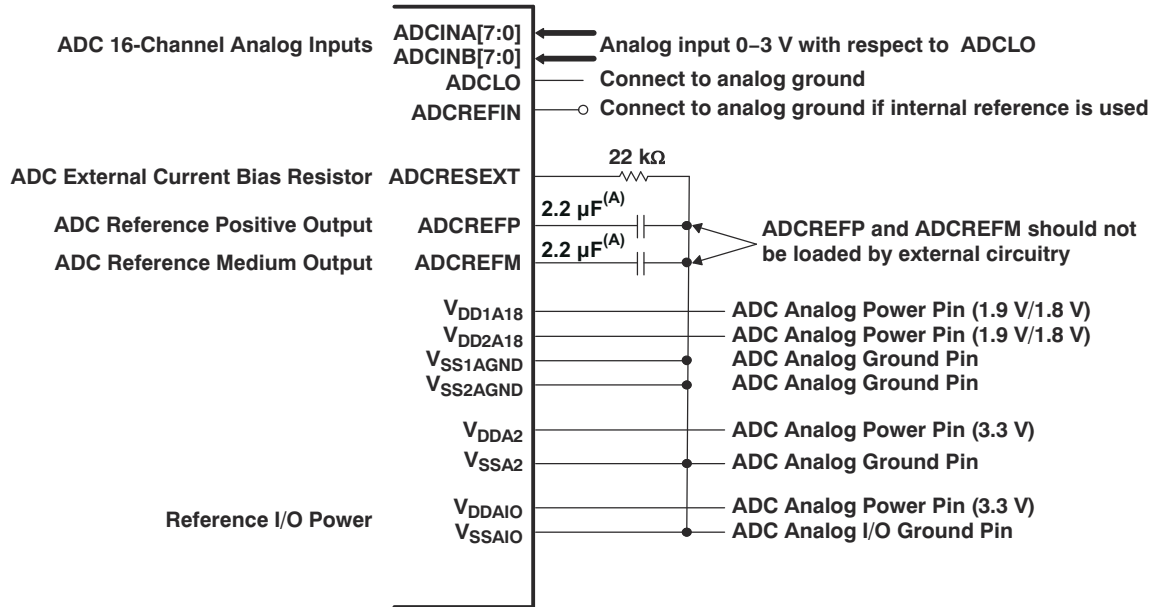 ADC 16-Channel Analog Inputs
ADCINA[7:0]
ADCINB[7:0]
Analog input 0–3 V with respect to ADCLO
ADCLO
Connect to analog ground
ADCREFIN
Connect to analog ground if internal reference is used
22 kΩ
ADC External Current Bias Resistor ADCRESEXT
2.2 µF(A)
ADC Reference Positive Output ADCREFP
2.2 µF(A)
ADC Reference Medium Output ADCREFM
ADCREFP and ADCREFM should not
be loaded by external circuitry
VDD1A18 ADC Analog Power Pin (1.9 V/1.8 V)
VDD2A18 ADC Analog Power Pin (1.9 V/1.8 V)
VSS1AGND ADC Analog Ground Pin
VSS2AGND ADC Analog Ground Pin
VDDA2 ADC Analog Power Pin (3.3 V)
VSSA2 ADC Analog Ground Pin
Reference I/O Power
VDDAIO ADC Analog Power Pin (3.3 V)
VSSAIO ADC Analog I/O Ground Pin